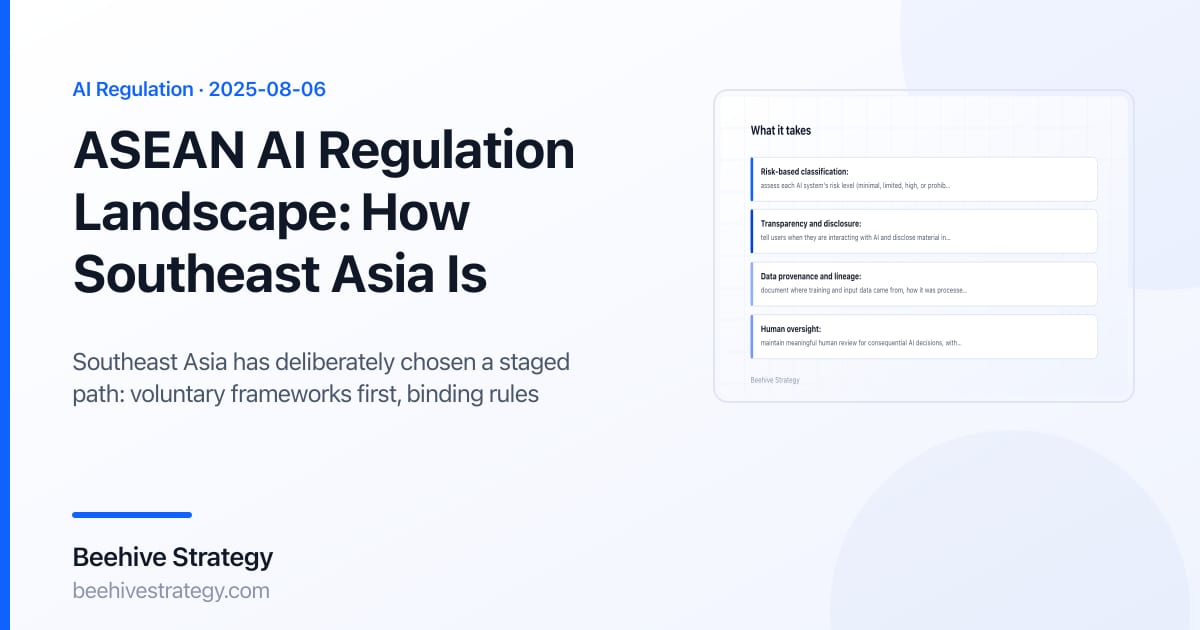 AI Regulation · 2025-08-06
ASEAN AI Regulation
Landscape: How
Southeast Asia Is
Southeast Asia has deliberately chosen a staged
path: voluntary frameworks first, binding rules
Beehive Strategy
beehivestrategy.com
What it takes
Risk-based classification:
assess each AI system's risk level (minimal, limited, high, or prohib...
Transparency and disclosure:
tell users when they are interacting with AI and disclose material in...
Data provenance and lineage:
document where training and input data came from, how it was processe...
Human oversight:
maintain meaningful human review for consequential AI decisions, with...
Beehive Strategy